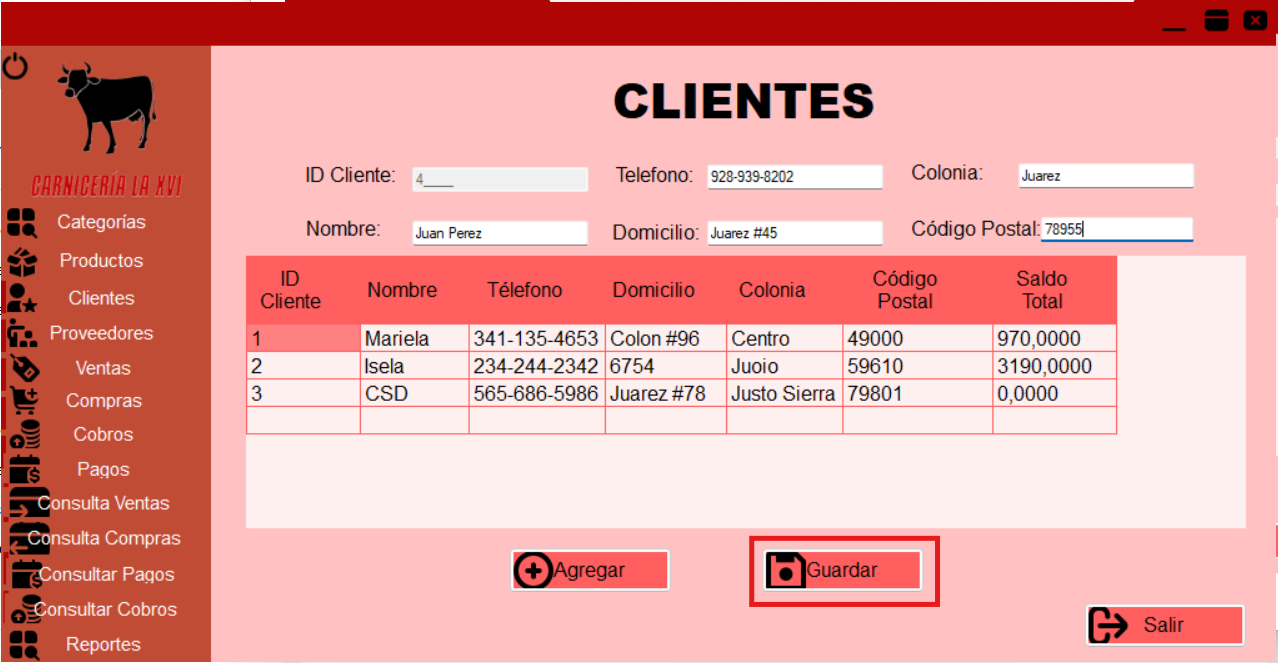 CLIENTES
CARNICERÍA LA XVI
Categorías
Productos
Clientes
Proveedores
Ventas
Compras
Cobros
Pagos
Consulta Ventas
Consulta Compras
Consultar Pagos
Consultar Cobros
Reportes
ID Cliente: 4____ Telefono: 928-939-8202 Colonia: Juarez
Nombre: Juan Perez Domicilio: Juarez #45 Código Postal: 78955
ID Cliente Nombre Télefono Domicilio Colonia Código Postal Saldo Total
1 Mariela 341-135-4653 Colon #96 Centro 49000 970,0000
2 Isela 234-244-2342 6754 Juoio 59610 3190,0000
3 CSD 565-686-5986 Juarez #78 Justo Sierra 79801 0,0000
Agregar Guardar
Salir